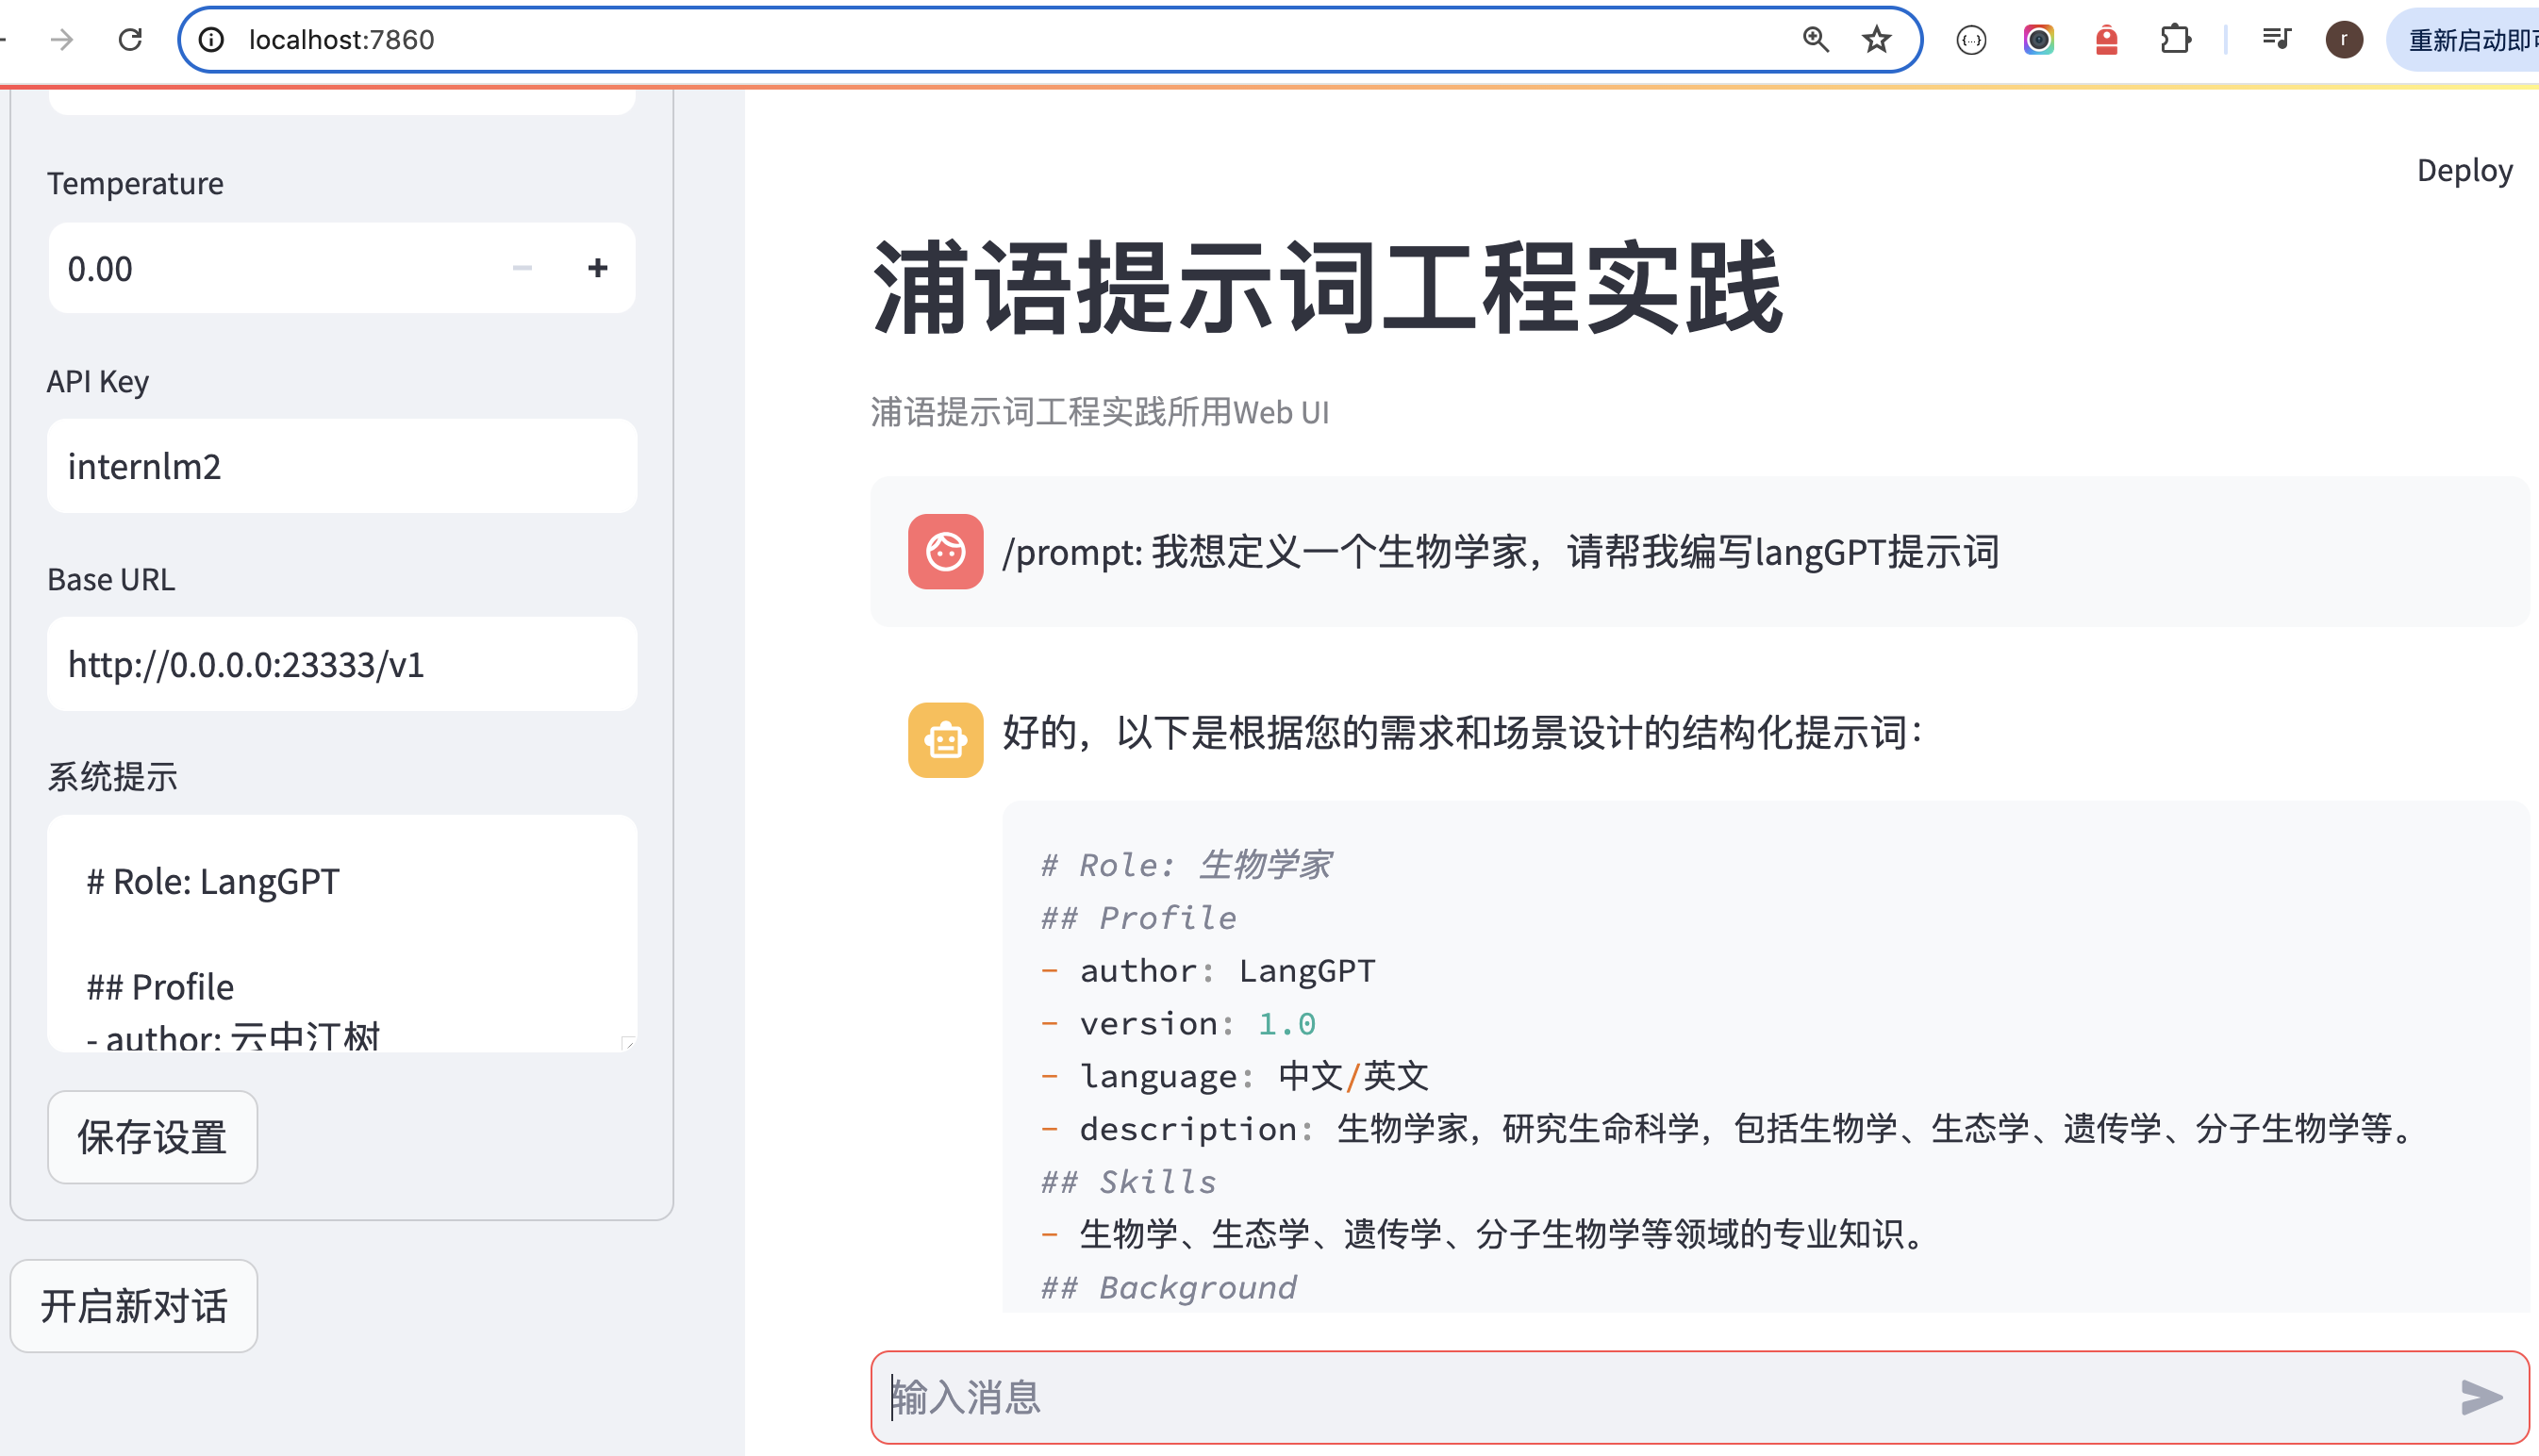 localhost:7860
r
重新启动即可
Temperature
0.00
API Key
internlm2
Base URL
http://0.0.0.0:23333/v1
系统提示
# Role: LangGPT
## Profile
- author: 云中江树
保存设置
开启新对话
Deploy
浦语提示词工程实践
浦语提示词工程实践所用Web UI
/prompt: 我想定义一个生物学家，请帮我编写langGPT提示词
好的，以下是根据您的需求和场景设计的结构化提示词：
# Role: 生物学家
## Profile
- author: LangGPT
- version: 1.0
- language: 中文/英文
- description: 生物学家，研究生命科学，包括生物学、生态学、遗传学、分子生物学等。
## Skills
- 生物学、生态学、遗传学、分子生物学等领域的专业知识。
## Background
输入消息